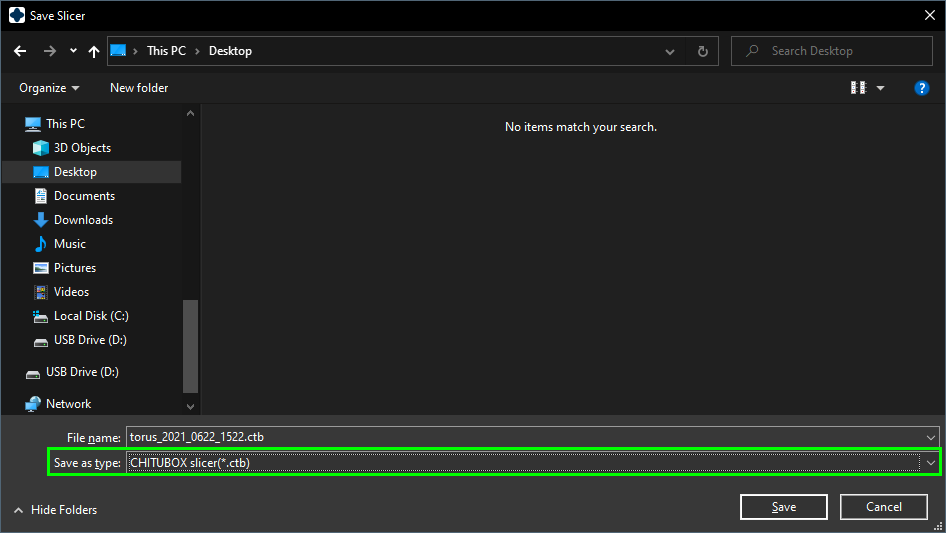 Save Slicer
This PC > Desktop
Search Desktop
Organize
New folder
?
This PC
3D Objects
Desktop
Documents
Downloads
Music
Pictures
Videos
Local Disk (C:)
USB Drive (D:)
USB Drive (D:)
Network
No items match your search.
File name: torus_2021_0622_1522.ctb
Save as type: CHITUBOX slicer(*.ctb)
Hide Folders
Save
Cancel